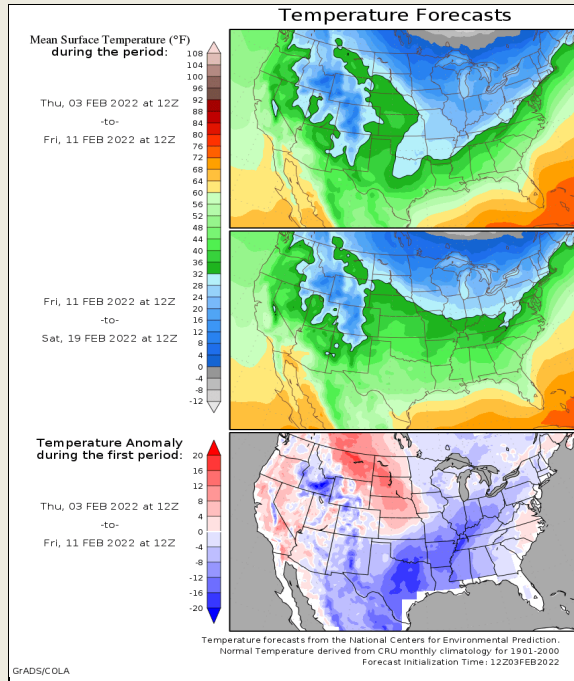 Temperature Forecasts
Mean Surface Temperature (°F)
during the period:
Thu, 03 FEB 2022 at 12Z
-to-
Fri, 11 FEB 2022 at 12Z
108
104
100
96
92
88
84
80
76
72
68
64
60
56
52
48
44
40
36
32
28
24
20
16
12
8
4
0
-4
-8
-12
Fri, 11 FEB 2022 at 12Z
-to-
Sat, 19 FEB 2022 at 12Z
Temperature Anomaly
during the first period:
Thu, 03 FEB 2022 at 12Z
-to-
Fri, 11 FEB 2022 at 12Z
20
16
12
8
4
0
-4
-8
-12
-16
-20
Temperature forecasts from the National Centers for Environmental Prediction.
Normal Temperature derived from CRU monthly climatology for 1901-2000
Forecast Initialization Time: 12Z03FEB2022
GrADS/COLA